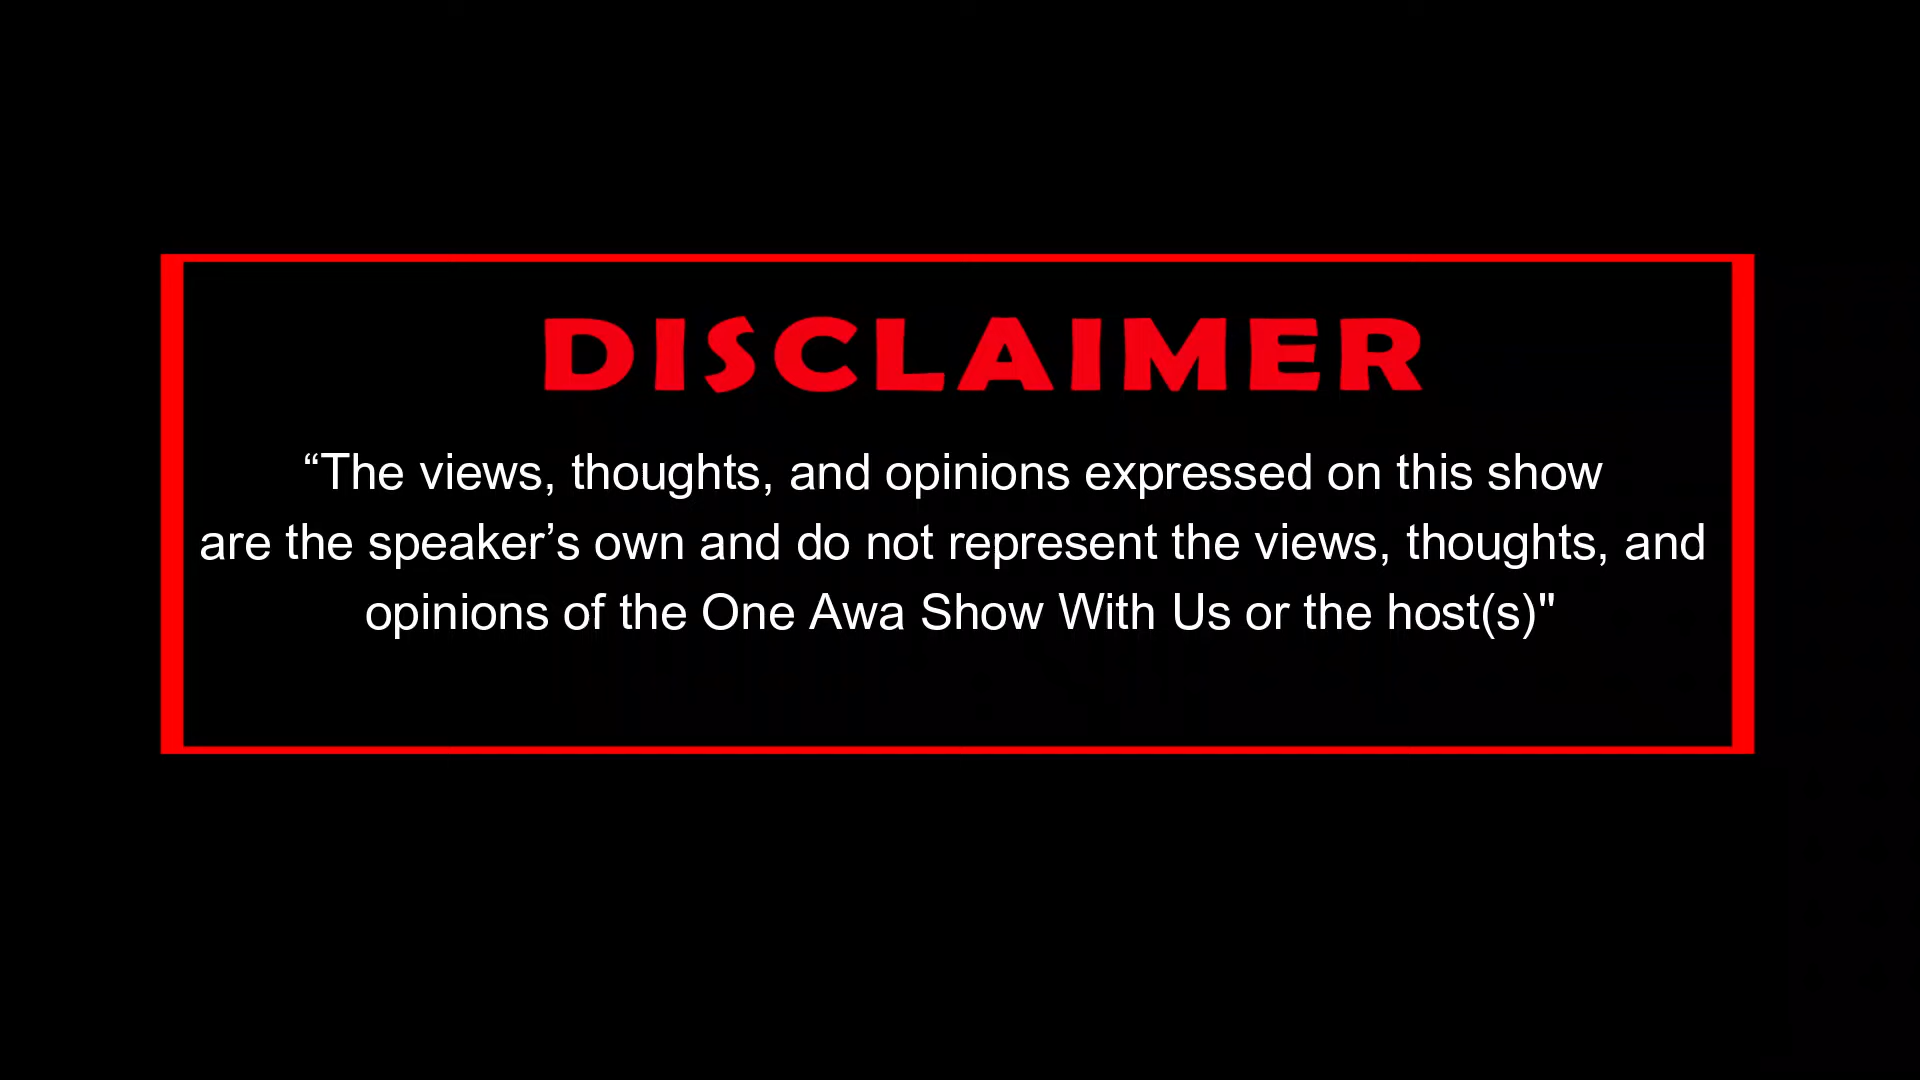 DISCLAIMER
“The views, thoughts, and opinions expressed on this show
are the speaker’s own and do not represent the views, thoughts, and
opinions of the One Awa Show With Us or the host(s)"